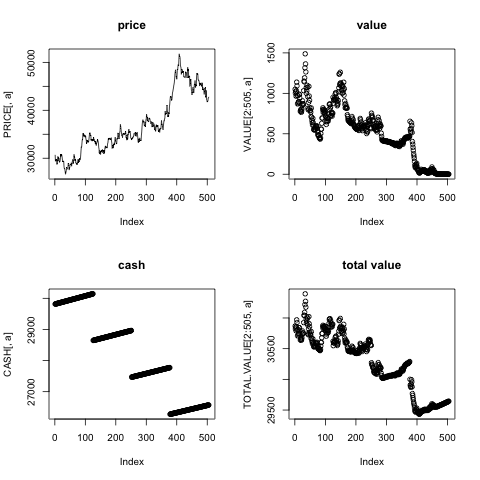 price
PRICE[, a]
50000
40000
30000
0 100 200 300 400 500
Index
value
VALUE[2:505, a]
1500
1000
500
0
0 100 200 300 400 500
Index
cash
CASH[, a]
29000
27000
0 100 200 300 400 500
Index
total value
TOTAL.VALUE[2:505, a]
30500
29500
0 100 200 300 400 500
Index